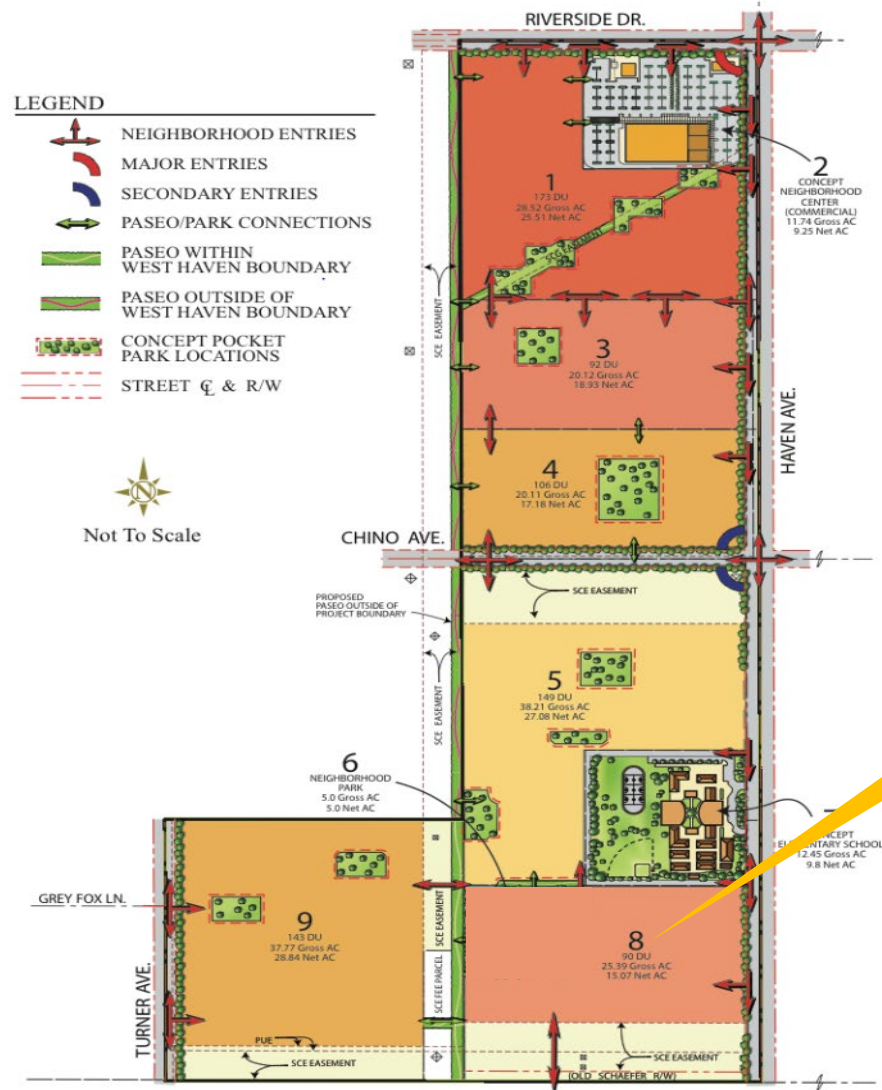 RIVERSIDE DR.
LEGEND
NEIGHBORHOOD ENTRIES
MAJOR ENTRIES
SECONDARY ENTRIES
PASEO/PARK CONNECTIONS
PASEO WITHIN
WEST HAVEN BOUNDARY
PASEO OUTSIDE OF
WEST HAVEN BOUNDARY
CONCEPT POCKET
PARK LOCATIONS
STREET ℄ & R/W
N
Not To Scale
1
173 DU
28.52 Gross AC
25.51 Net AC
2
CONCEPT
NEIGHBORHOOD
CENTER
(COMMERCIAL)
11.74 Gross AC
9.25 Net AC
SCG EASEMENT
SCE EASEMENT
3
92 DU
20.12 Gross AC
18.93 Net AC
HAVEN AVE.
4
106 DU
20.11 Gross AC
17.18 Net AC
CHINO AVE.
SCE EASEMENT
PROPOSED
PASEO OUTSIDE OF
PROJECT BOUNDARY
SCE EASEMENT
5
149 DU
38.21 Gross AC
27.08 Net AC
6
NEIGHBORHOOD
PARK
5.0 Gross AC
5.0 Net AC
12.45 Gross AC
9.8 Net AC
GREY FOX LN.
TURNER AVE.
9
143 DU
37.77 Gross AC
28.84 Net AC
SCE EASEMENT
SCE FEE PARCEL
8
90 DU
25.39 Gross AC
15.07 Net AC
PUE
SCE EASEMENT
SCE EASEMENT
(OLD SCHAEFER R/W)